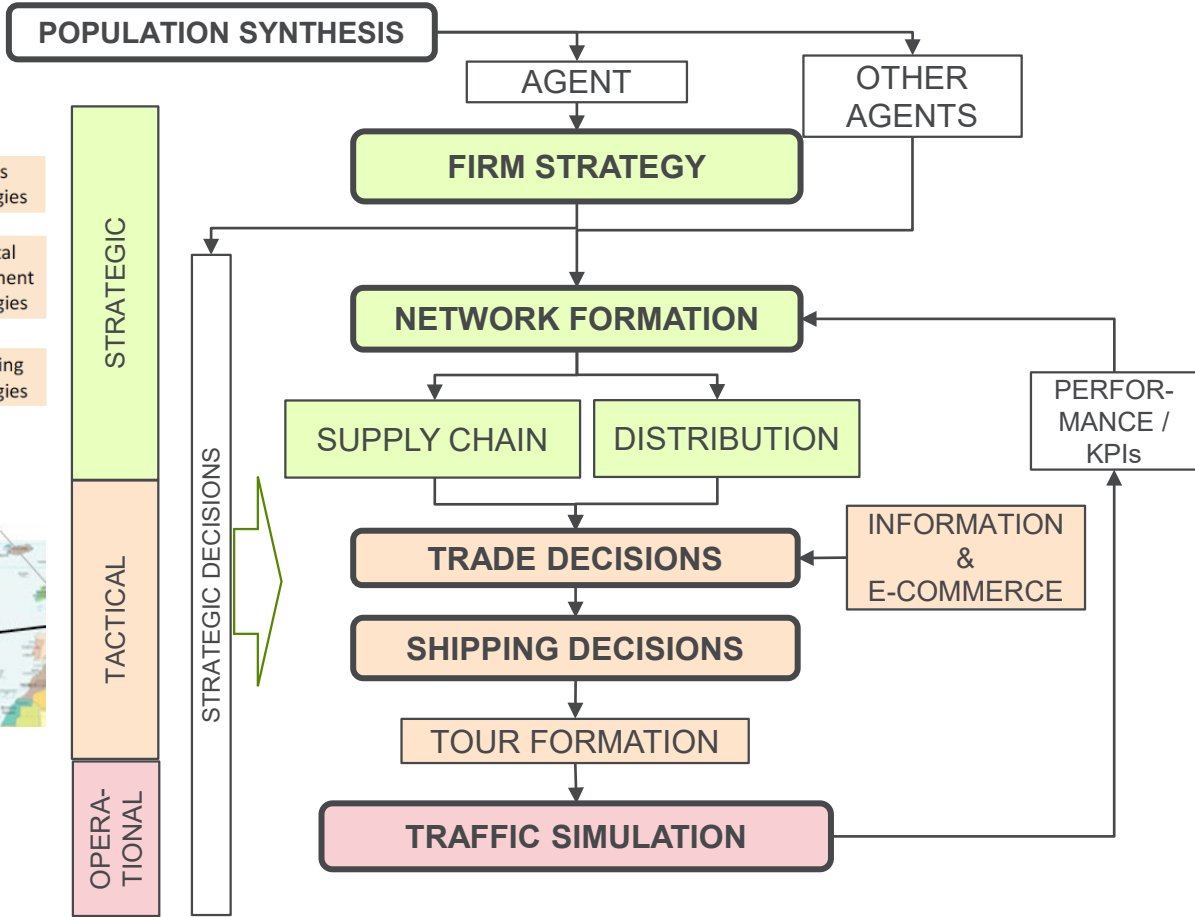 POPULATION SYNTHESIS
AGENT
OTHER
AGENTS
FIRM STRATEGY
STRATEGIC
NETWORK FORMATION
SUPPLY CHAIN
DISTRIBUTION
PERFOR-
MANCE /
KPIs
STRATEGIC DECISIONS
TACTICAL
TRADE DECISIONS
INFORMATION
&
E-COMMERCE
SHIPPING DECISIONS
TOUR FORMATION
OPERA-
TIONAL
TRAFFIC SIMULATION